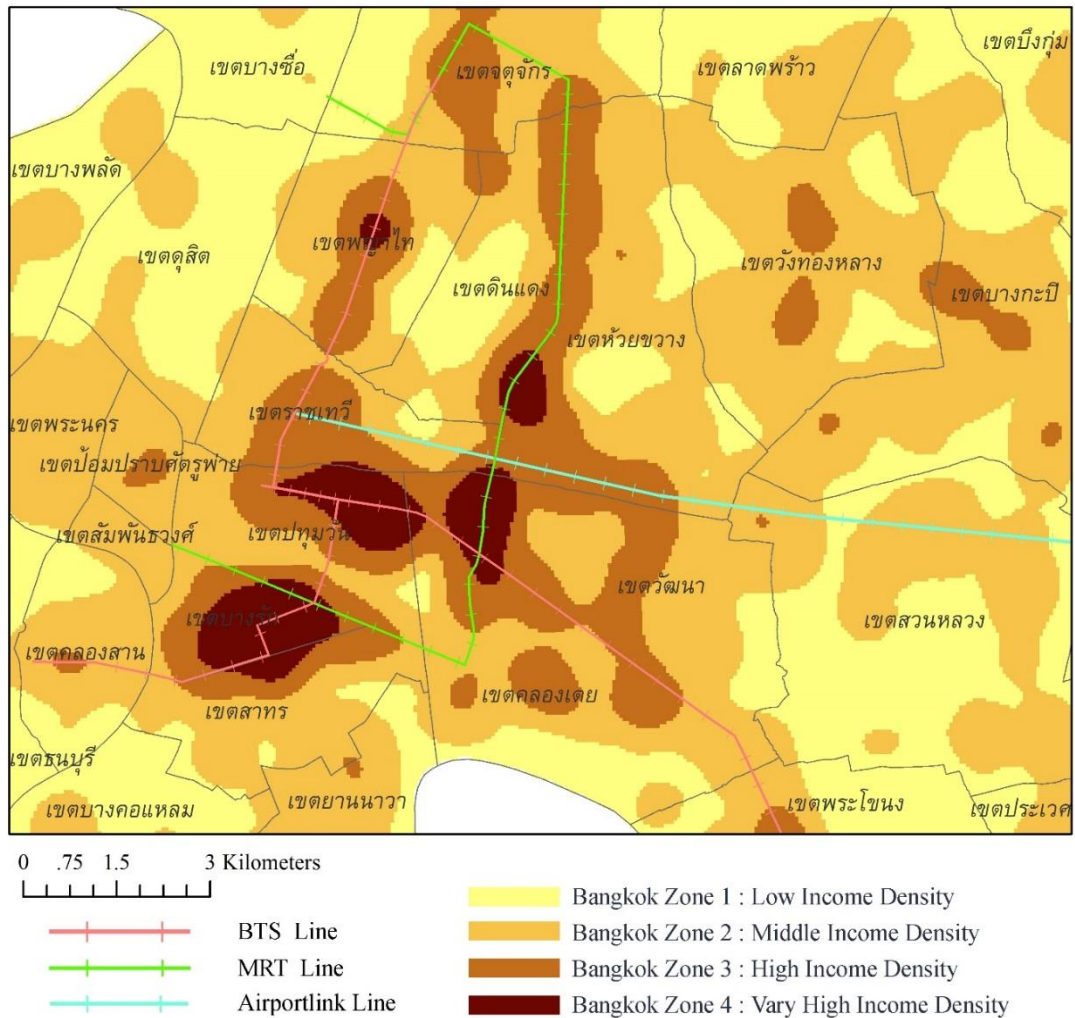 เขตบางซื่อ
เขตจตุจักร
เขตลาดพร้าว
เขตบึงกุ่ม
เขตบางพลัด
เขตดุสิต
เขตพญาไท
เขตดินแดง
เขตวังทองหลาง
เขตบางกะปิ
เขตห้วยขวาง
เขตราชเทวี
เขตพระนคร
เขตป้อมปราบศัตรูพ่าย
เขตปทุมวัน
เขตสัมพันธวงศ์
เขตวัฒนา
เขตบางรัก
เขตสวนหลวง
เขตคลองสาน
เขตคลองเตย
เขตสาทร
เขตธนบุรี
เขตบางคอแหลม
เขตยานนาวา
เขตพระโขนง
เขตประเวศ
0 .75 1.5 3 Kilometers
BTS Line
MRT Line
Airportlink Line
Bangkok Zone 1 : Low Income Density
Bangkok Zone 2 : Middle Income Density
Bangkok Zone 3 : High Income Density
Bangkok Zone 4 : Vary High Income Density